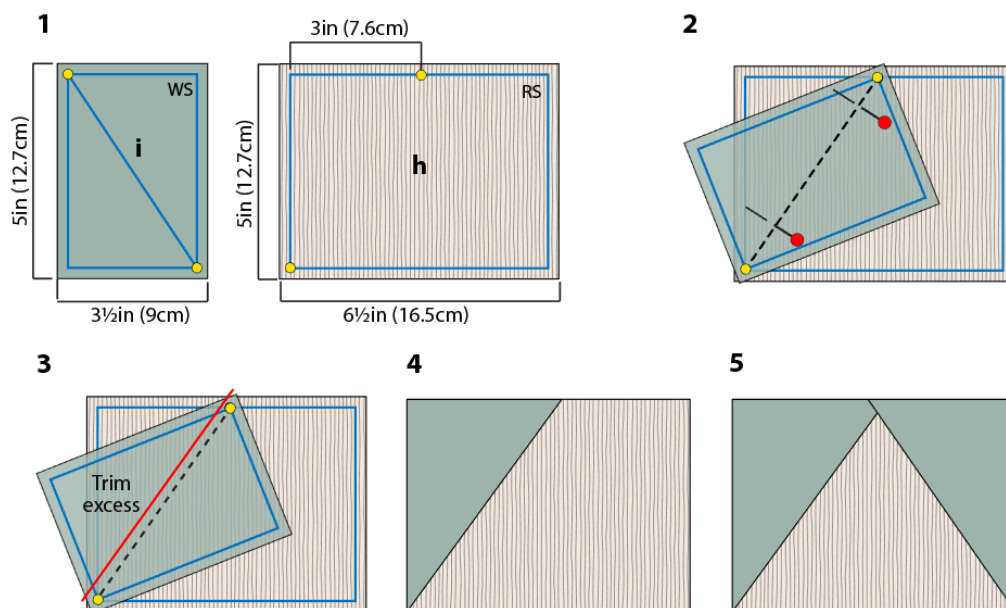 1
3in (7.6cm)
2
WS
RS
i
h
5in (12.7cm)
5in (12.7cm)
3½in (9cm)
6½in (16.5cm)
3
4
5
Trim
excess